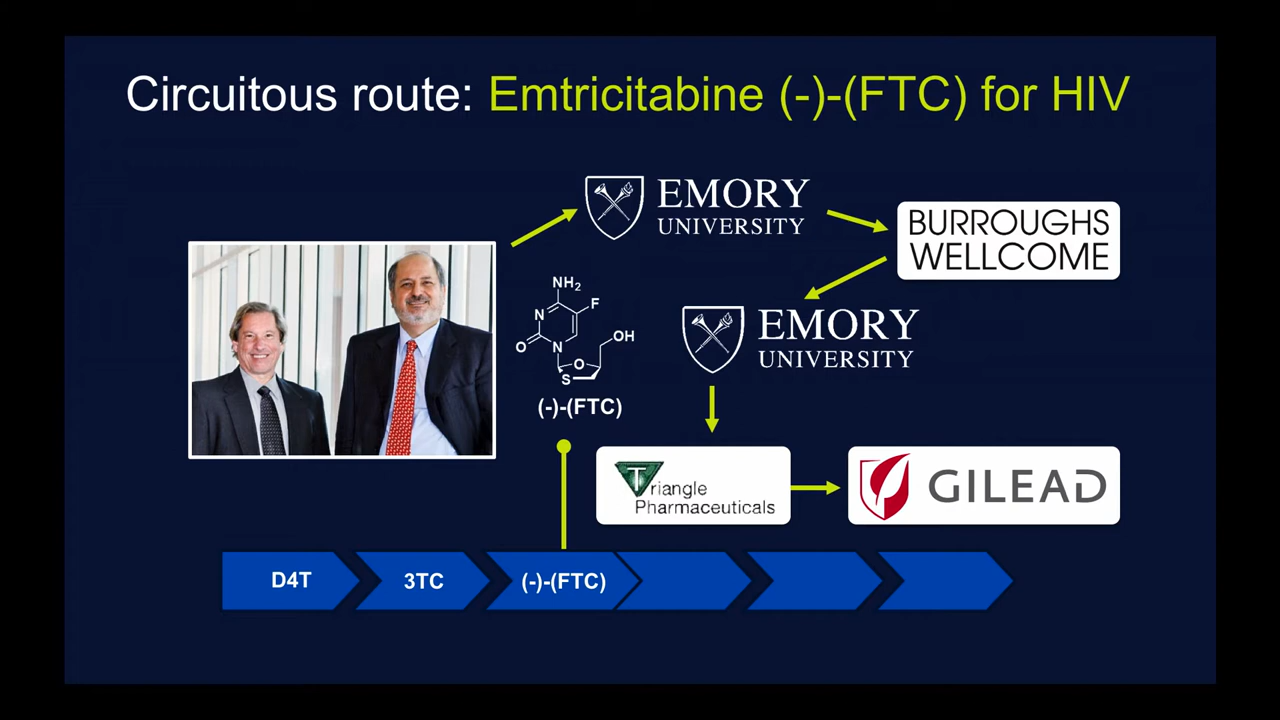 Circuitous route: Emtricitabine (-)-(FTC) for HIV
EMORY
UNIVERSITY
BURROUGHS
WELLCOME
NH2
F
N
OH
O
N
O
S
(-)-(FTC)
EMORY
UNIVERSITY
Triangle
Pharmaceuticals
GILEAD
D4T
3TC
(-)-(FTC)